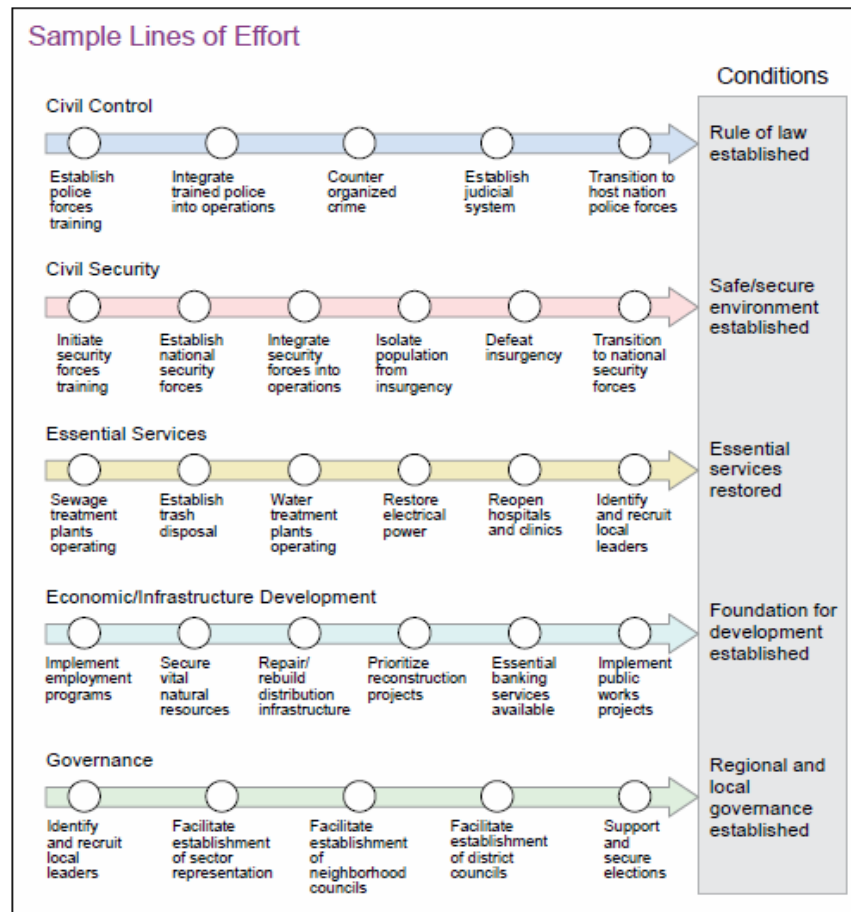 Sample Lines of Effort
Conditions
Civil Control
Establish
police
forces
training
Integrate
trained police
into operations
Counter
organized
crime
Establish
judicial
system
Transition to
host nation
police forces
Rule of law
established
Civil Security
Initiate
security
forces
training
Establish
national
security
forces
Integrate
security
forces into
operations
Isolate
population
from
insurgency
Defeat
insurgency
Transition
to national
security
forces
Safe/secure
environment
established
Essential Services
Sewage
treatment
plants
operating
Establish
trash
disposal
Water
treatment
plants
operating
Restore
electrical
power
Reopen
hospitals
and clinics
Identify
and recruit
local
leaders
Essential
services
restored
Economic/Infrastructure Development
Implement
employment
programs
Secure
vital
natural
resources
Repair/
rebuild
distribution
infrastructure
Prioritize
reconstruction
projects
Essential
banking
services
available
Implement
public
works
projects
Foundation for
development
established
Governance
Identify
and recruit
local
leaders
Facilitate
establishment
of sector
representation
Facilitate
establishment
of
neighborhood
councils
Facilitate
establishment
of district
councils
Support
and
secure
elections
Regional and
local
governance
established